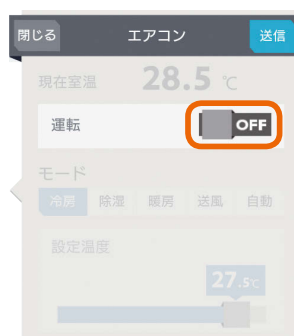 閉じる エアコン 送信
現在室温 28.5 ℃
運転 OFF
モード
冷房 除湿 暖房 送風 自動
設定温度
27.5℃